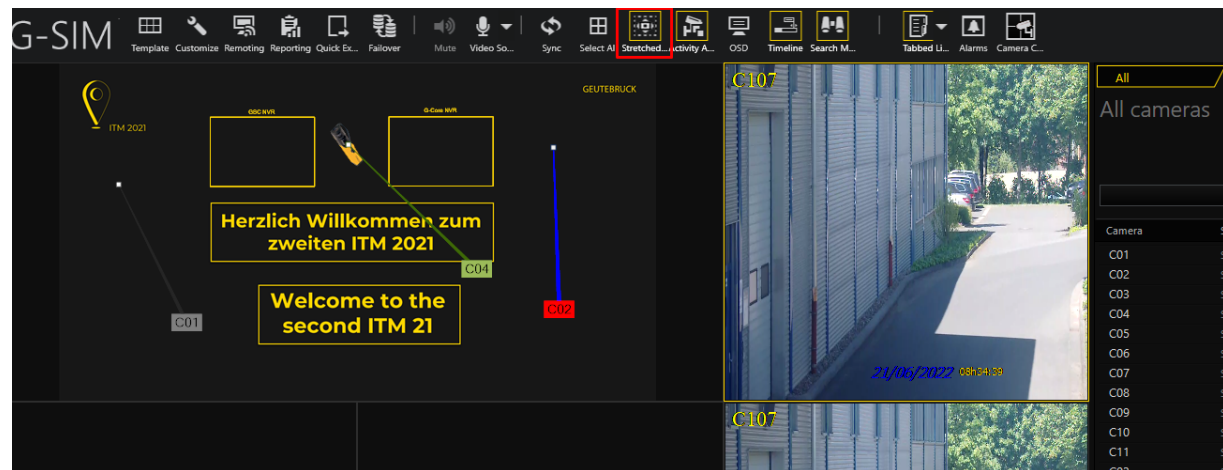 G-SIM
Template Customize Remoting Reporting Quick Ex... Failover Mute Video So... Sync Select Al Stretched... Activity A... OSD Timeline Search M... Tabbed Li... Alarms Camera C...
ITM 2021
GSC NVR
G-Core NVR
GEUTEBRUCK
Herzlich Willkommen zum
zweiten ITM 2021
C04
Welcome to the
second ITM 21
C01
C02
C107
21/06/2022 08h34:39
C107
All
All cameras
Camera
C01
C02
C03
C04
C05
C06
C07
C08
C09
C10
C11